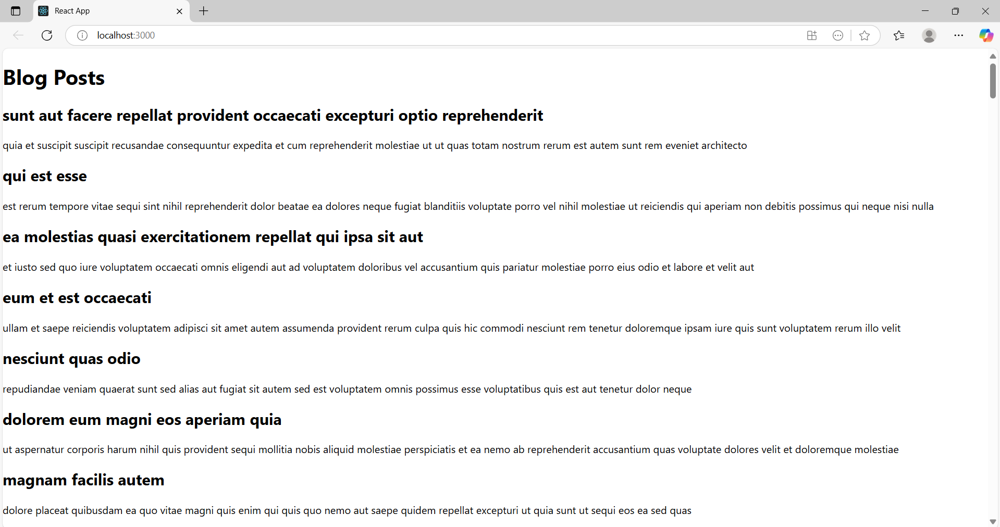 React App
localhost:3000
Blog Posts
sunt aut facere repellat provident occaecati excepturi optio reprehenderit
quia et suscipit suscipit recusandae consequuntur expedita et cum reprehenderit molestiae ut ut quas totam nostrum rerum est autem sunt rem eveniet architecto
qui est esse
est rerum tempore vitae sequi sint nihil reprehenderit dolor beatae ea dolores neque fugiat blanditiis voluptate porro vel nihil molestiae ut reiciendis qui aperiam non debitis possimus qui neque nisi nulla
ea molestias quasi exercitationem repellat qui ipsa sit aut
et iusto sed quo iure voluptatem occaecati omnis eligendi aut ad voluptatem doloribus vel accusantium quis pariatur molestiae porro eius odio et labore et velit aut
eum et est occaecati
ullam et saepe reiciendis voluptatem adipisci sit amet autem assumenda provident rerum culpa quis hic commodi nesciunt rem tenetur doloremque ipsam iure quis sunt voluptatem rerum illo velit
nesciunt quas odio
repudiandae veniam quaerat sunt sed alias aut fugiat sit autem sed est voluptatem omnis possimus esse voluptatibus quis est aut tenetur dolor neque
dolorem eum magni eos aperiam quia
ut aspernatur corporis harum nihil quis provident sequi mollitia nobis aliquid molestiae perspiciatis et ea nemo ab reprehenderit accusantium quas voluptate dolores velit et doloremque molestiae
magnam facilis autem
dolore placeat quibusdam ea quo vitae magni quis enim qui quis quo nemo aut saepe quidem repellat excepturi ut quia sunt ut sequi eos ea sed quas